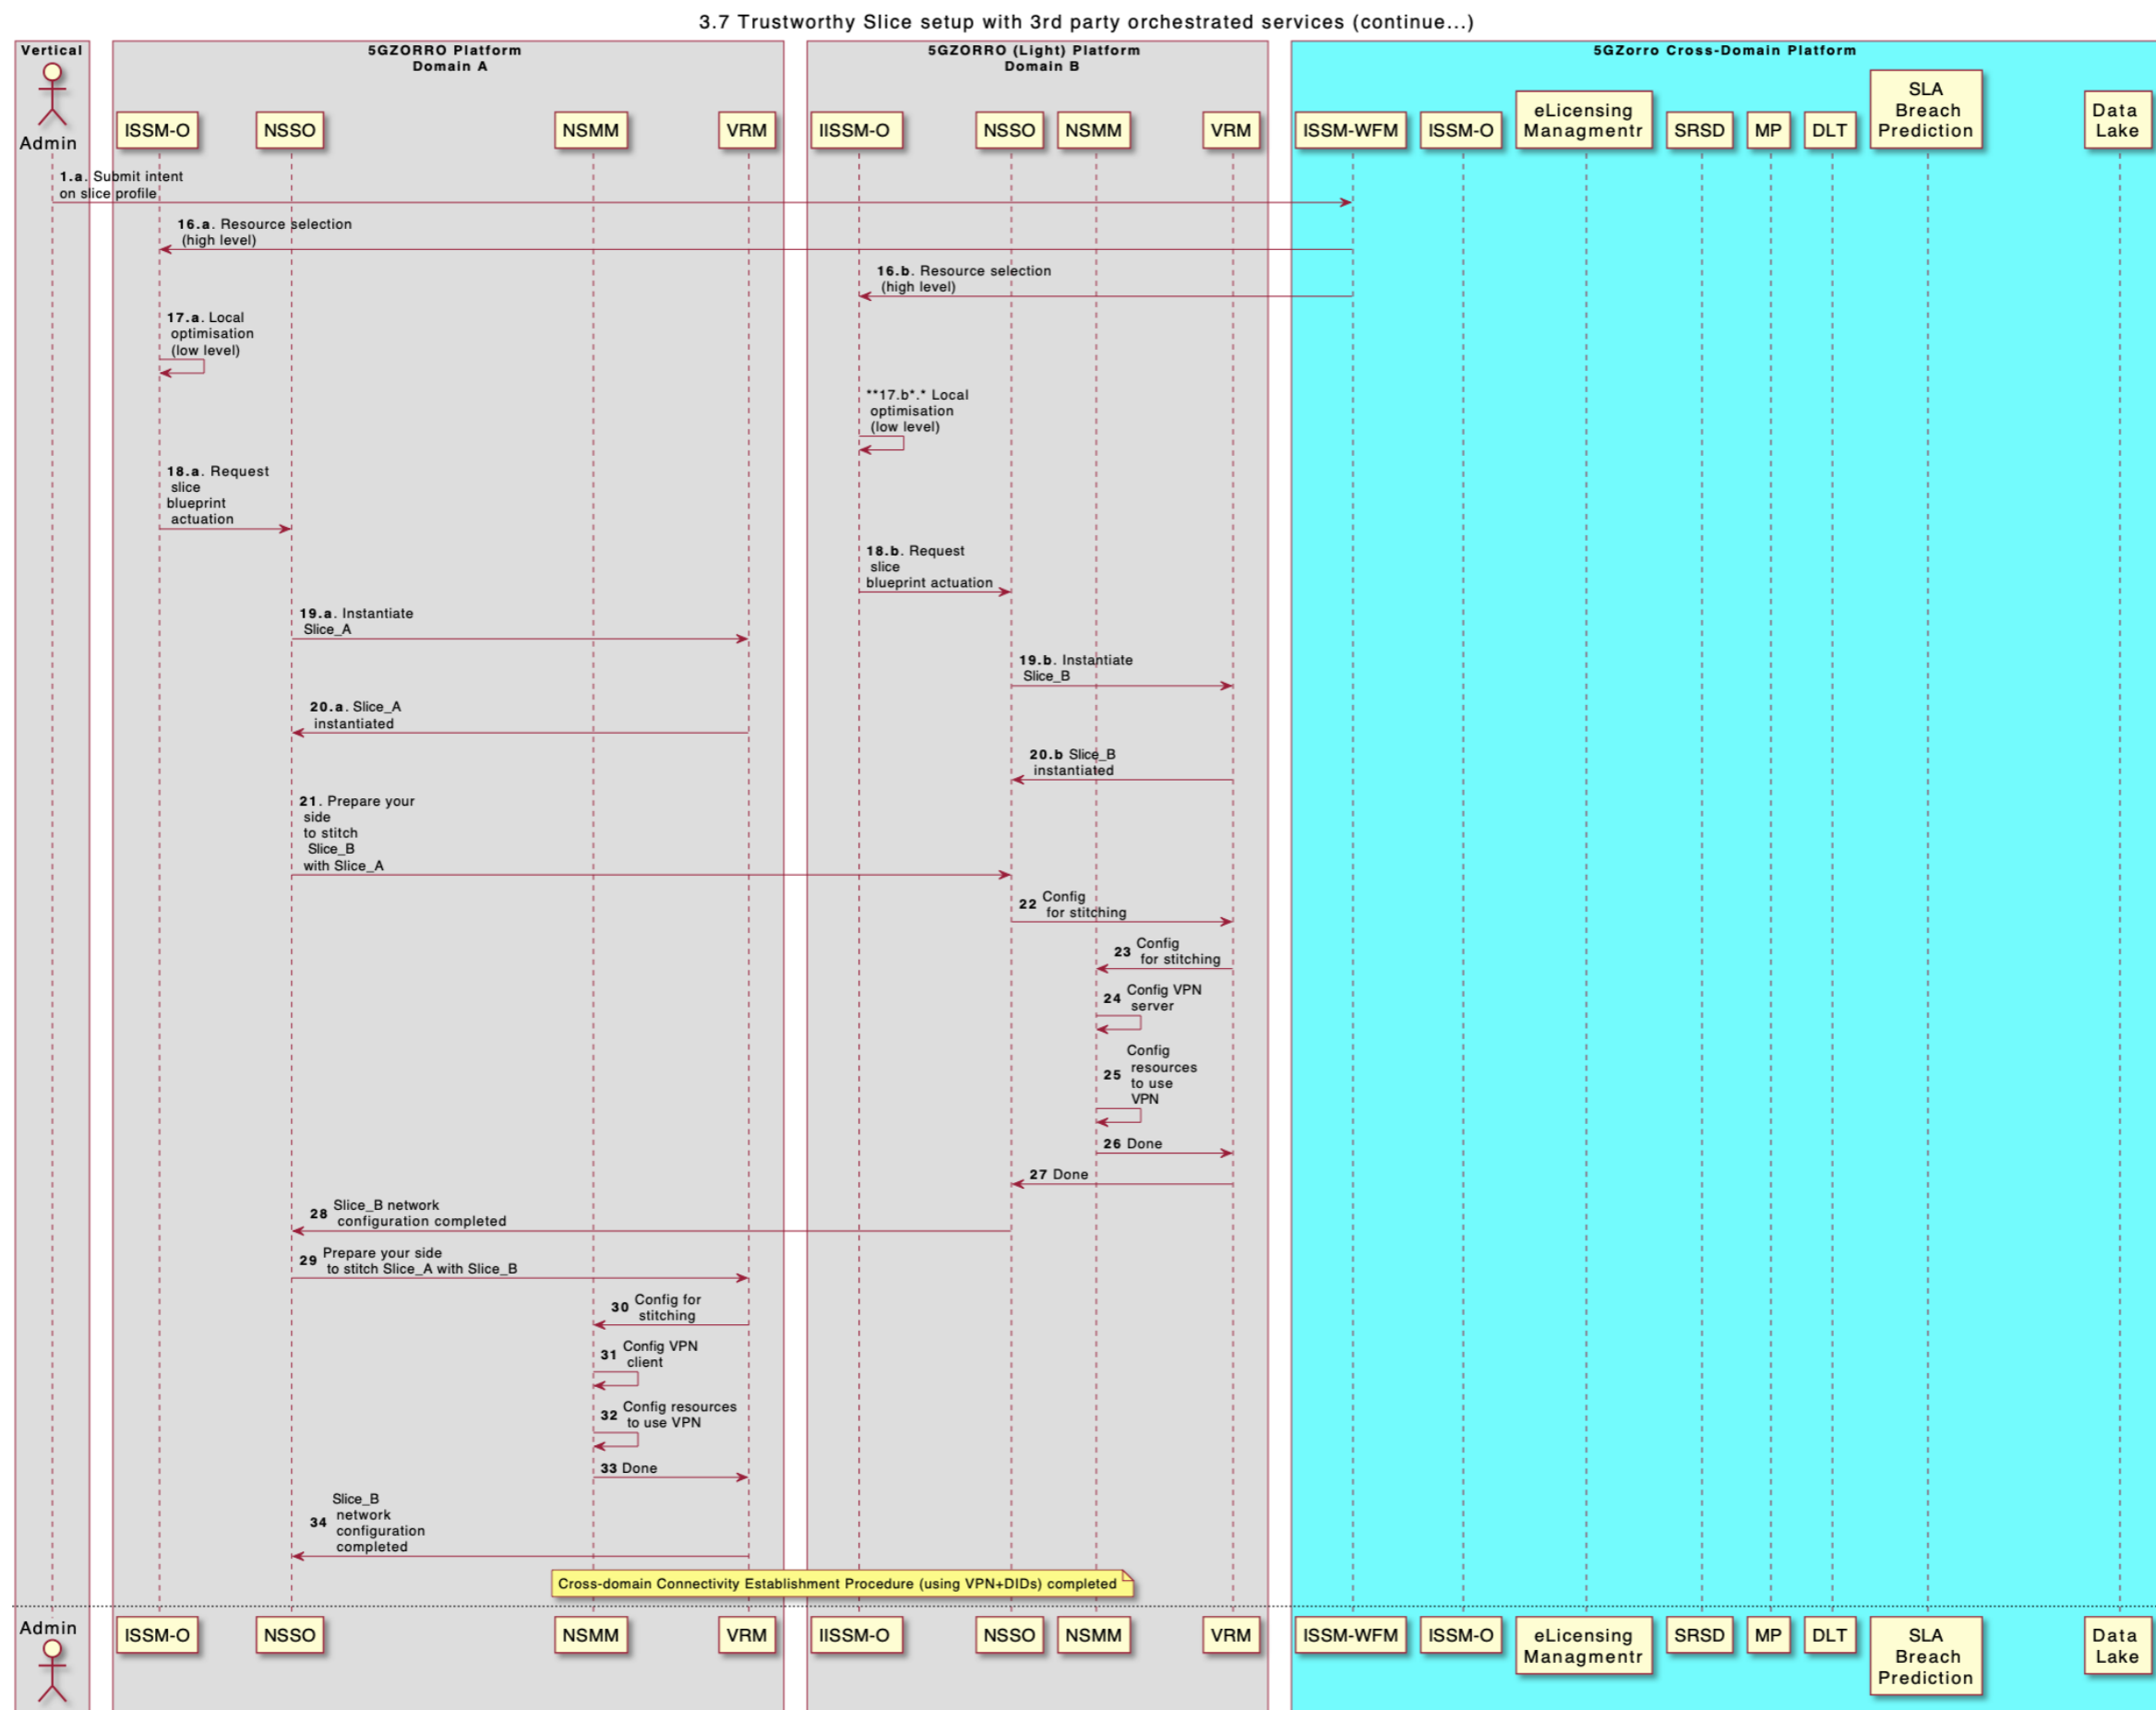 3.7 Trustworthy Slice setup with 3rd party orchestrated services (continue...)
Vertical
5GZORRO Platform
Domain A
5GZORRO (Light) Platform
Domain B
5GZorro Cross-Domain Platform
Admin
ISSM-O
NSSO
NSMM
VRM
IISSM-O
NSSO
NSMM
VRM
ISSM-WFM
ISSM-O
eLicensing
Managmentr
SRSD
MP
DLT
SLA
Breach
Prediction
Data
Lake
1.a. Submit intent
on slice profile
16.a. Resource selection
(high level)
16.b. Resource selection
(high level)
17.a. Local
optimisation
(low level)
**17.b*.* Local
optimisation
(low level)
18.a. Request
slice
blueprint
actuation
18.b. Request
slice
blueprint actuation
19.a. Instantiate
Slice_A
19.b. Instantiate
Slice_B
20.a. Slice_A
instantiated
20.b Slice_B
instantiated
21. Prepare your
side
to stitch
Slice_B
with Slice_A
22 Config
for stitching
23 Config
for stitching
24 Config VPN
server
25 Config
resources
to use
VPN
26 Done
27 Done
28 Slice_B network
configuration completed
29 Prepare your side
to stitch Slice_A with Slice_B
30 Config for
stitching
31 Config VPN
client
32 Config resources
to use VPN
33 Done
34 Slice_B
network
configuration
completed
Cross-domain Connectivity Establishment Procedure (using VPN+DIDs) completed
Admin
ISSM-O
NSSO
NSMM
VRM
IISSM-O
NSSO
NSMM
VRM
ISSM-WFM
ISSM-O
eLicensing
Managmentr
SRSD
MP
DLT
SLA
Breach
Prediction
Data
Lake